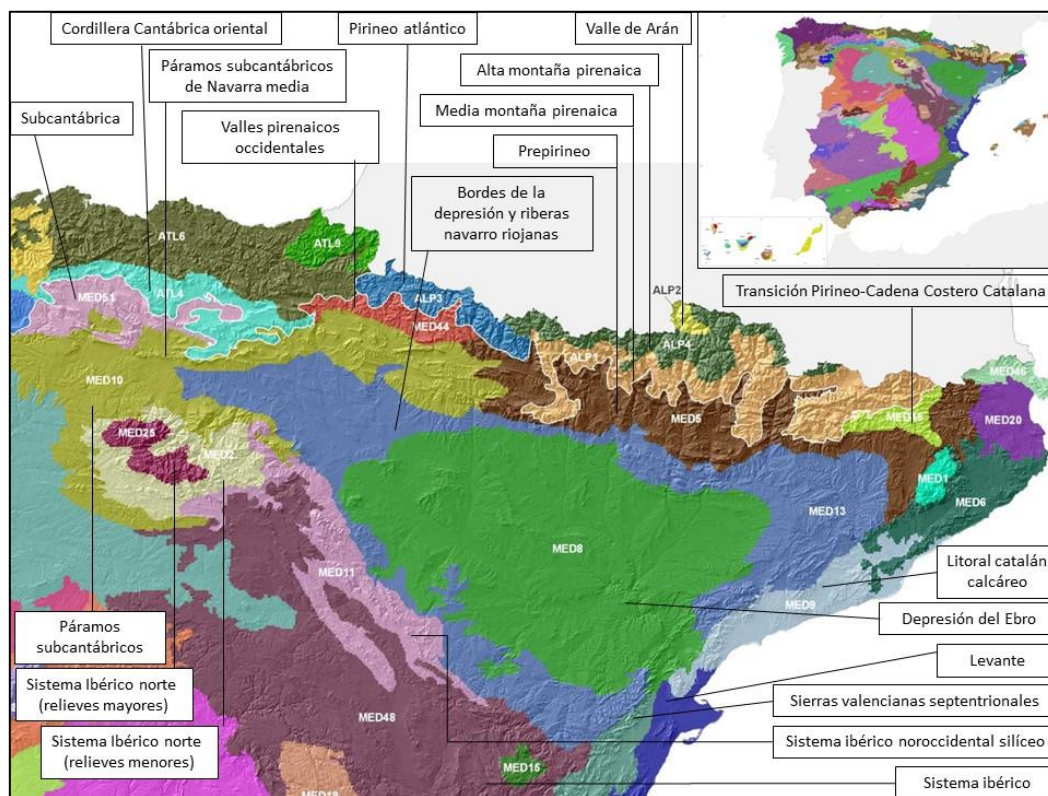 Cordillera Cantábrica oriental
Pirineo atlántico
Valle de Arán
Páramos subcantábricos
de Navarra media
Alta montaña pirenaica
Subcantábrica
Valles pirenaicos
occidentales
Media montaña pirenaica
Prepirineo
Bordes de la
depresión y riberas
navarro riojanas
Transición Pirineo-Cadena Costero Catalana
ATL6
ATL9
MED51
ATL4
ALP3
MED44
ALP2
ALP4
ALP1
MED46
MED10
MED5
MED20
MED25
MED2
MED1
MED6
MED13
MED8
MED11
MED9
Litoral catalán
calcáreo
Depresión del Ebro
Páramos
subcantábricos
Levante
Sistema Ibérico norte
(relieves mayores)
Sierras valencianas septentrionales
MED48
Sistema ibérico noroccidental silíceo
Sistema Ibérico norte
(relieves menores)
MED15
Sistema ibérico
MED18